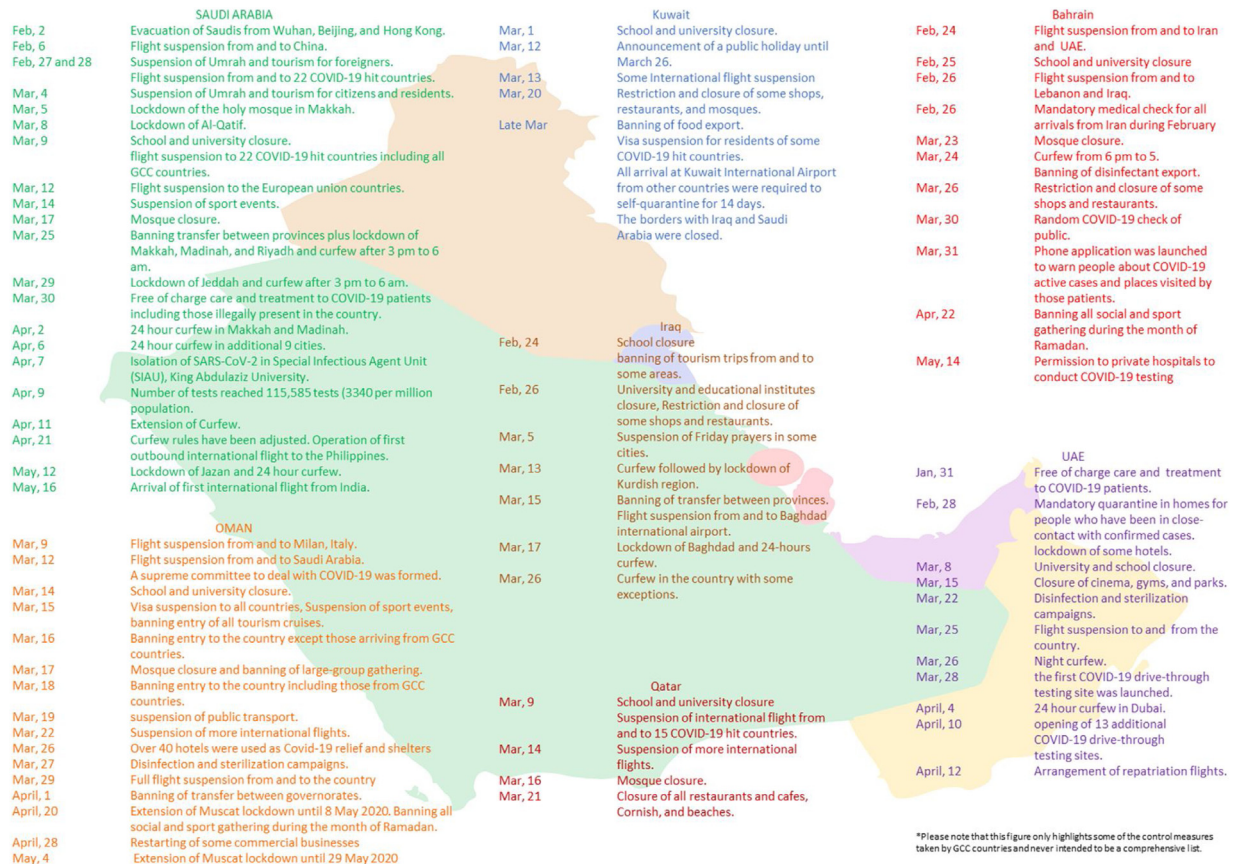 SAUDI ARABIA
Feb, 2 Evacuation of Saudis from Wuhan, Beijing, and Hong Kong.
Feb, 6 Flight suspension from and to China.
Feb, 27 and 28 Suspension of Umrah and tourism for foreigners.
Flight suspension from and to 22 COVID-19 hit countries.
Mar, 4 Suspension of Umrah and tourism for citizens and residents.
Mar, 5 Lockdown of the holy mosque in Makkah.
Mar, 8 Lockdown of Al-Qatif.
Mar, 9 School and university closure.
flight suspension to 22 COVID-19 hit countries including all
GCC countries.
Mar, 12 Flight suspension to the European union countries.
Mar, 14 Suspension of sport events.
Mar, 17 Mosque closure.
Mar, 25 Banning transfer between provinces plus lockdown of
Makkah, Madinah, and Riyadh and curfew after 3 pm to 6
am.
Mar, 29 Lockdown of Jeddah and curfew after 3 pm to 6 am.
Mar, 30 Free of charge care and treatment to COVID-19 patients
including those illegally present in the country.
Apr, 2 24 hour curfew in Makkah and Madinah.
Apr, 6 24 hour curfew in additional 9 cities.
Apr, 7 Isolation of SARS-CoV-2 in Special Infectious Agent Unit
(SIAU), King Abdulaziz University.
Apr, 9 Number of tests reached 115,585 tests (3340 per million
population.
Apr, 11 Extension of Curfew.
Apr, 21 Curfew rules have been adjusted. Operation of first
outbound international flight to the Philippines.
May, 12 Lockdown of Jazan and 24 hour curfew.
May, 16 Arrival of first international flight from India.
OMAN
Mar, 9 Flight suspension from and to Milan, Italy.
Mar, 12 Flight suspension from and to Saudi Arabia.
A supreme committee to deal with COVID-19 was formed.
Mar, 14 School and university closure.
Mar, 15 Visa suspension to all countries, Suspension of sport events,
banning entry of all tourism cruises.
Mar, 16 Banning entry to the country except those arriving from GCC
countries.
Mar, 17 Mosque closure and banning of large-group gathering.
Mar, 18 Banning entry to the country including those from GCC
countries.
Mar, 19 suspension of public transport.
Mar, 22 Suspension of more international flights.
Mar, 26 Over 40 hotels were used as Covid-19 relief and shelters
Mar, 27 Disinfection and sterilization campaigns.
Mar, 29 Full flight suspension from and to the country
April, 1 Banning of transfer between governorates.
April, 20 Extension of Muscat lockdown until 8 May 2020. Banning all
social and sport gathering during the month of Ramadan.
April, 28 Restarting of some commercial businesses
May, 4 Extension of Muscat lockdown until 29 May 2020
Kuwait
Mar, 1 School and university closure.
Mar, 12 Announcement of a public holiday until
March 26.
Mar, 13 Some International flight suspension
Mar, 20 Restriction and closure of some shops,
restaurants, and mosques.
Late Mar Banning of food export.
Visa suspension for residents of some
COVID-19 hit countries.
All arrival at Kuwait International Airport
from other countries were required to
self-quarantine for 14 days.
The borders with Iraq and Saudi
Arabia were closed.
Iraq
Feb, 24 School closure
banning of tourism trips from and to
some areas.
Feb, 26 University and educational institutes
closure, Restriction and closure of
some shops and restaurants.
Mar, 5 Suspension of Friday prayers in some
cities.
Mar, 13 Curfew followed by lockdown of
Kurdish region.
Mar, 15 Banning of transfer between provinces.
Flight suspension from and to Baghdad
international airport.
Mar, 17 Lockdown of Baghdad and 24-hours
curfew.
Mar, 26 Curfew in the country with some
exceptions.
Qatar
Mar, 9 School and university closure
Suspension of international flight from
and to 15 COVID-19 hit countries.
Mar, 14 Suspension of more international
flights.
Mar, 16 Mosque closure.
Mar, 21 Closure of all restaurants and cafes,
Cornish, and beaches.
Bahrain
Feb, 24 Flight suspension from and to Iran
and UAE.
Feb, 25 School and university closure
Feb, 26 Flight suspension from and to
Lebanon and Iraq.
Feb, 26 Mandatory medical check for all
arrivals from Iran during February
Mar, 23 Mosque closure.
Mar, 24 Curfew from 6 pm to 5.
Banning of disinfectant export.
Mar, 26 Restriction and closure of some
shops and restaurants.
Mar, 30 Random COVID-19 check of
public.
Mar, 31 Phone application was launched
to warn people about COVID-19
active cases and places visited by
those patients.
Apr, 22 Banning all social and sport
gathering during the month of
Ramadan.
May, 14 Permission to private hospitals to
conduct COVID-19 testing
UAE
Jan, 31 Free of charge care and treatment
to COVID-19 patients.
Feb, 28 Mandatory quarantine in homes for
people who have been in close-
contact with confirmed cases.
lockdown of some hotels.
Mar, 8 University and school closure.
Mar, 15 Closure of cinema, gyms, and parks.
Mar, 22 Disinfection and sterilization
campaigns.
Mar, 25 Flight suspension to and from the
country.
Mar, 26 Night curfew.
Mar, 28 the first COVID-19 drive-through
testing site was launched.
April, 4 24 hour curfew in Dubai.
April, 10 opening of 13 additional
COVID-19 drive-through
testing sites.
April, 12 Arrangement of repatriation flights.
*Please note that this figure only highlights some of the control measures
taken by GCC countries and never intended to be a comprehensive list.